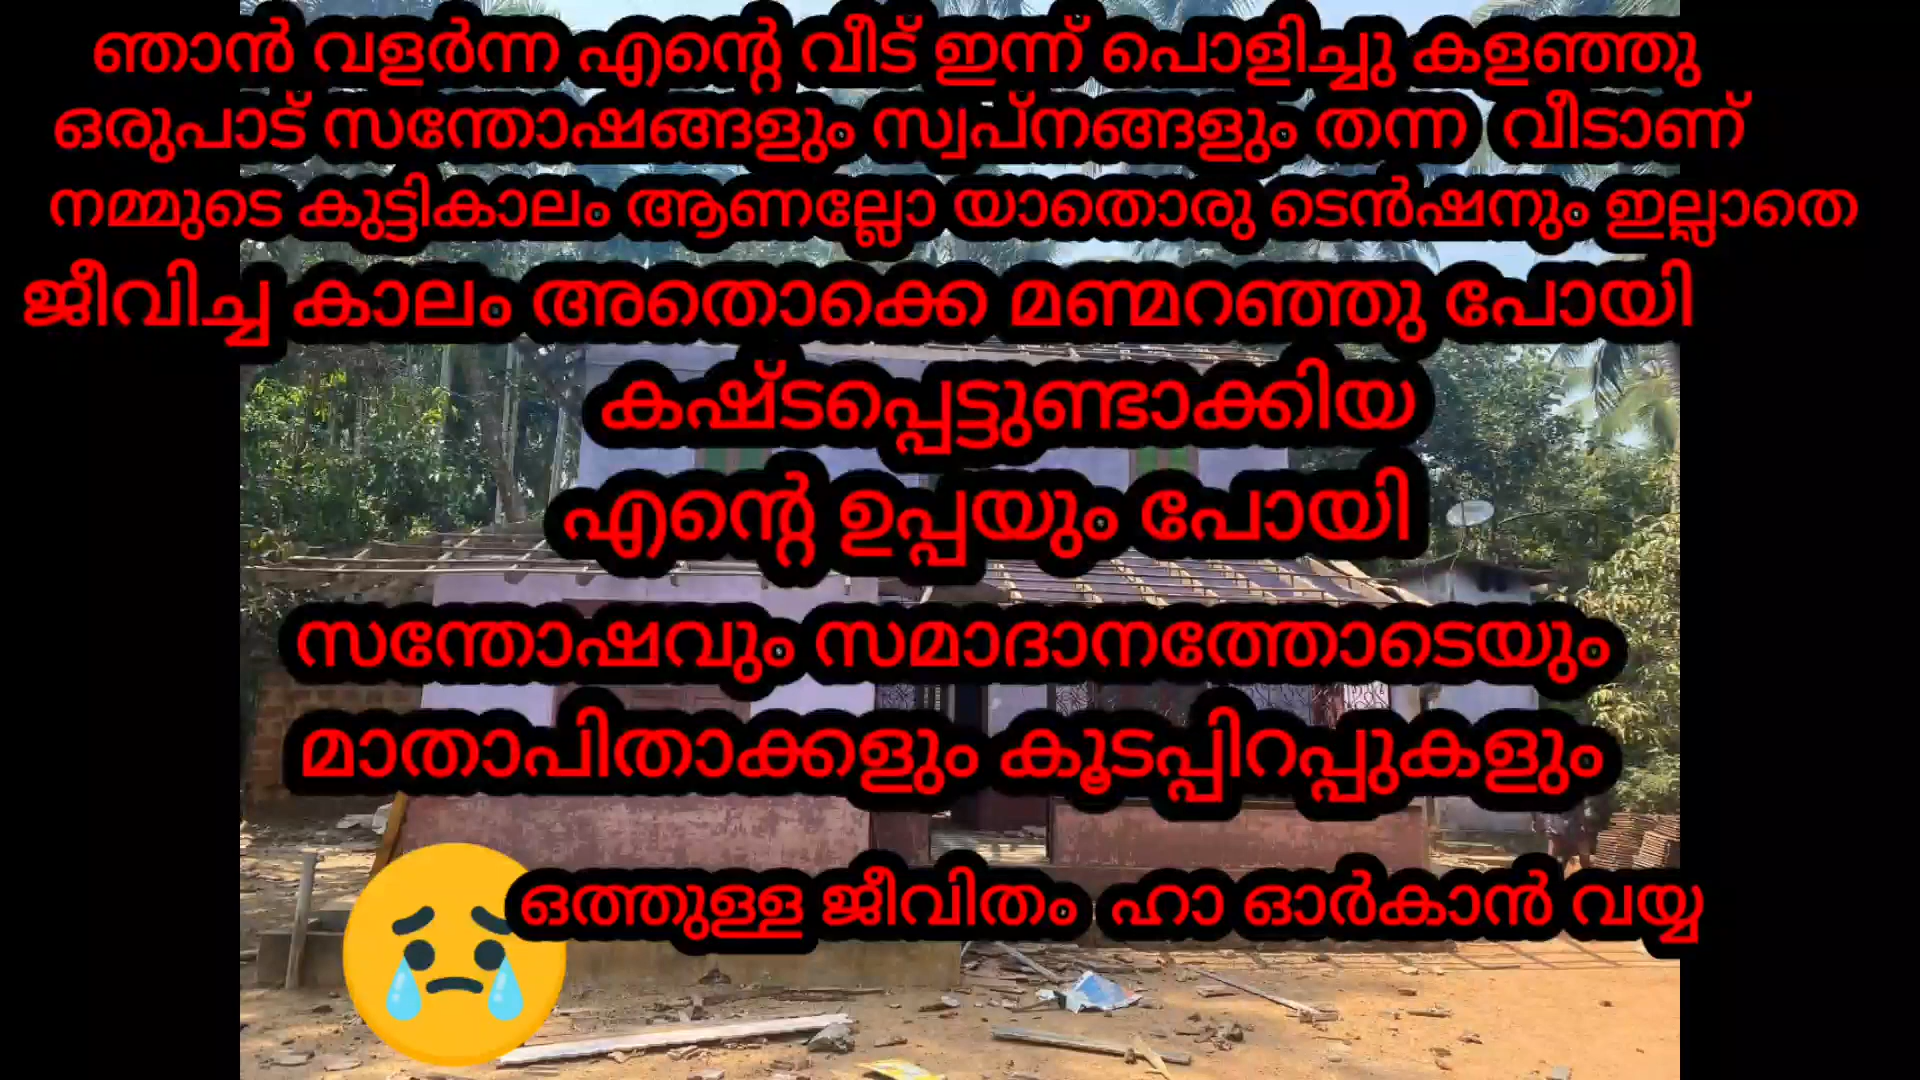 ഞാൻ വളർന്ന എന്റെ വീട് ഇന്ന് പൊളിച്ചു കളഞ്ഞു
ഒരുപാട് സന്തോഷങ്ങളും സ്വപ്നങ്ങളും തന്ന വീടാണ്
നമ്മുടെ കുട്ടികാലം ആണല്ലോ യാതൊരു ടെൻഷനും ഇല്ലാതെ
ജീവിച്ച കാലം അതൊക്കെ മണ്മറഞ്ഞു പോയി
കഷ്ടപ്പെട്ടുണ്ടാക്കിയ
എന്റെ ഉപ്പയും പോയി
സന്തോഷവും സമാദാനത്തോടെയും
മാതാപിതാക്കളും കൂടപ്പിറപ്പുകളും
ഒത്തുള്ള ജീവിതം ഹാ ഓർകാൻ വയ്യ